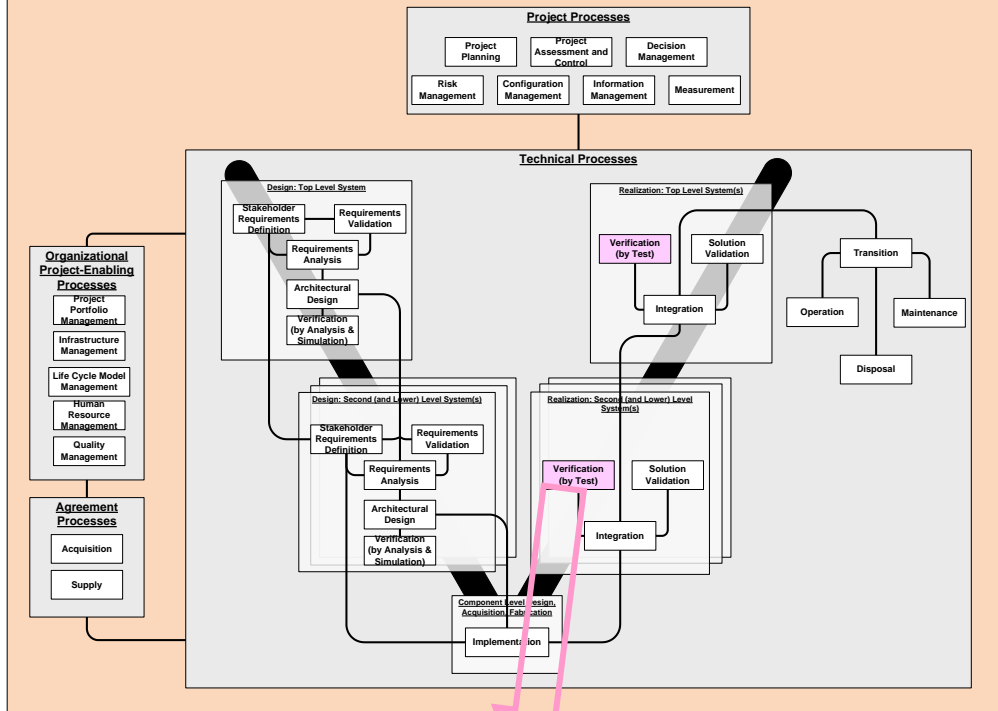 Project Processes
Project
Planning
Project
Assessment and
Control
Decision
Management
Risk
Management
Configuration
Management
Information
Management
Measurement
Technical Processes
Design: Top Level System
Stakeholder
Requirements
Definition
Requirements
Validation
Requirements
Analysis
Architectural
Design
Verification
(by Analysis &
Simulation)
Realization: Top Level System(s)
Verification
(by Test)
Solution
Validation
Integration
Transition
Operation
Maintenance
Disposal
Organizational
Project-Enabling
Processes
Project
Portfolio
Management
Infrastructure
Management
Life Cycle Model
Management
Human
Resource
Management
Quality
Management
Agreement
Processes
Acquisition
Supply
Design: Second (and Lower) Level System(s)
Stakeholder
Requirements
Definition
Requirements
Validation
Requirements
Analysis
Architectural
Design
Verification
(by Analysis &
Simulation)
Realization: Second (and Lower) Level
System(s)
Verification
(by Test)
Solution
Validation
Integration
Component Level Design,
Acquisition, Fabrication
Implementation